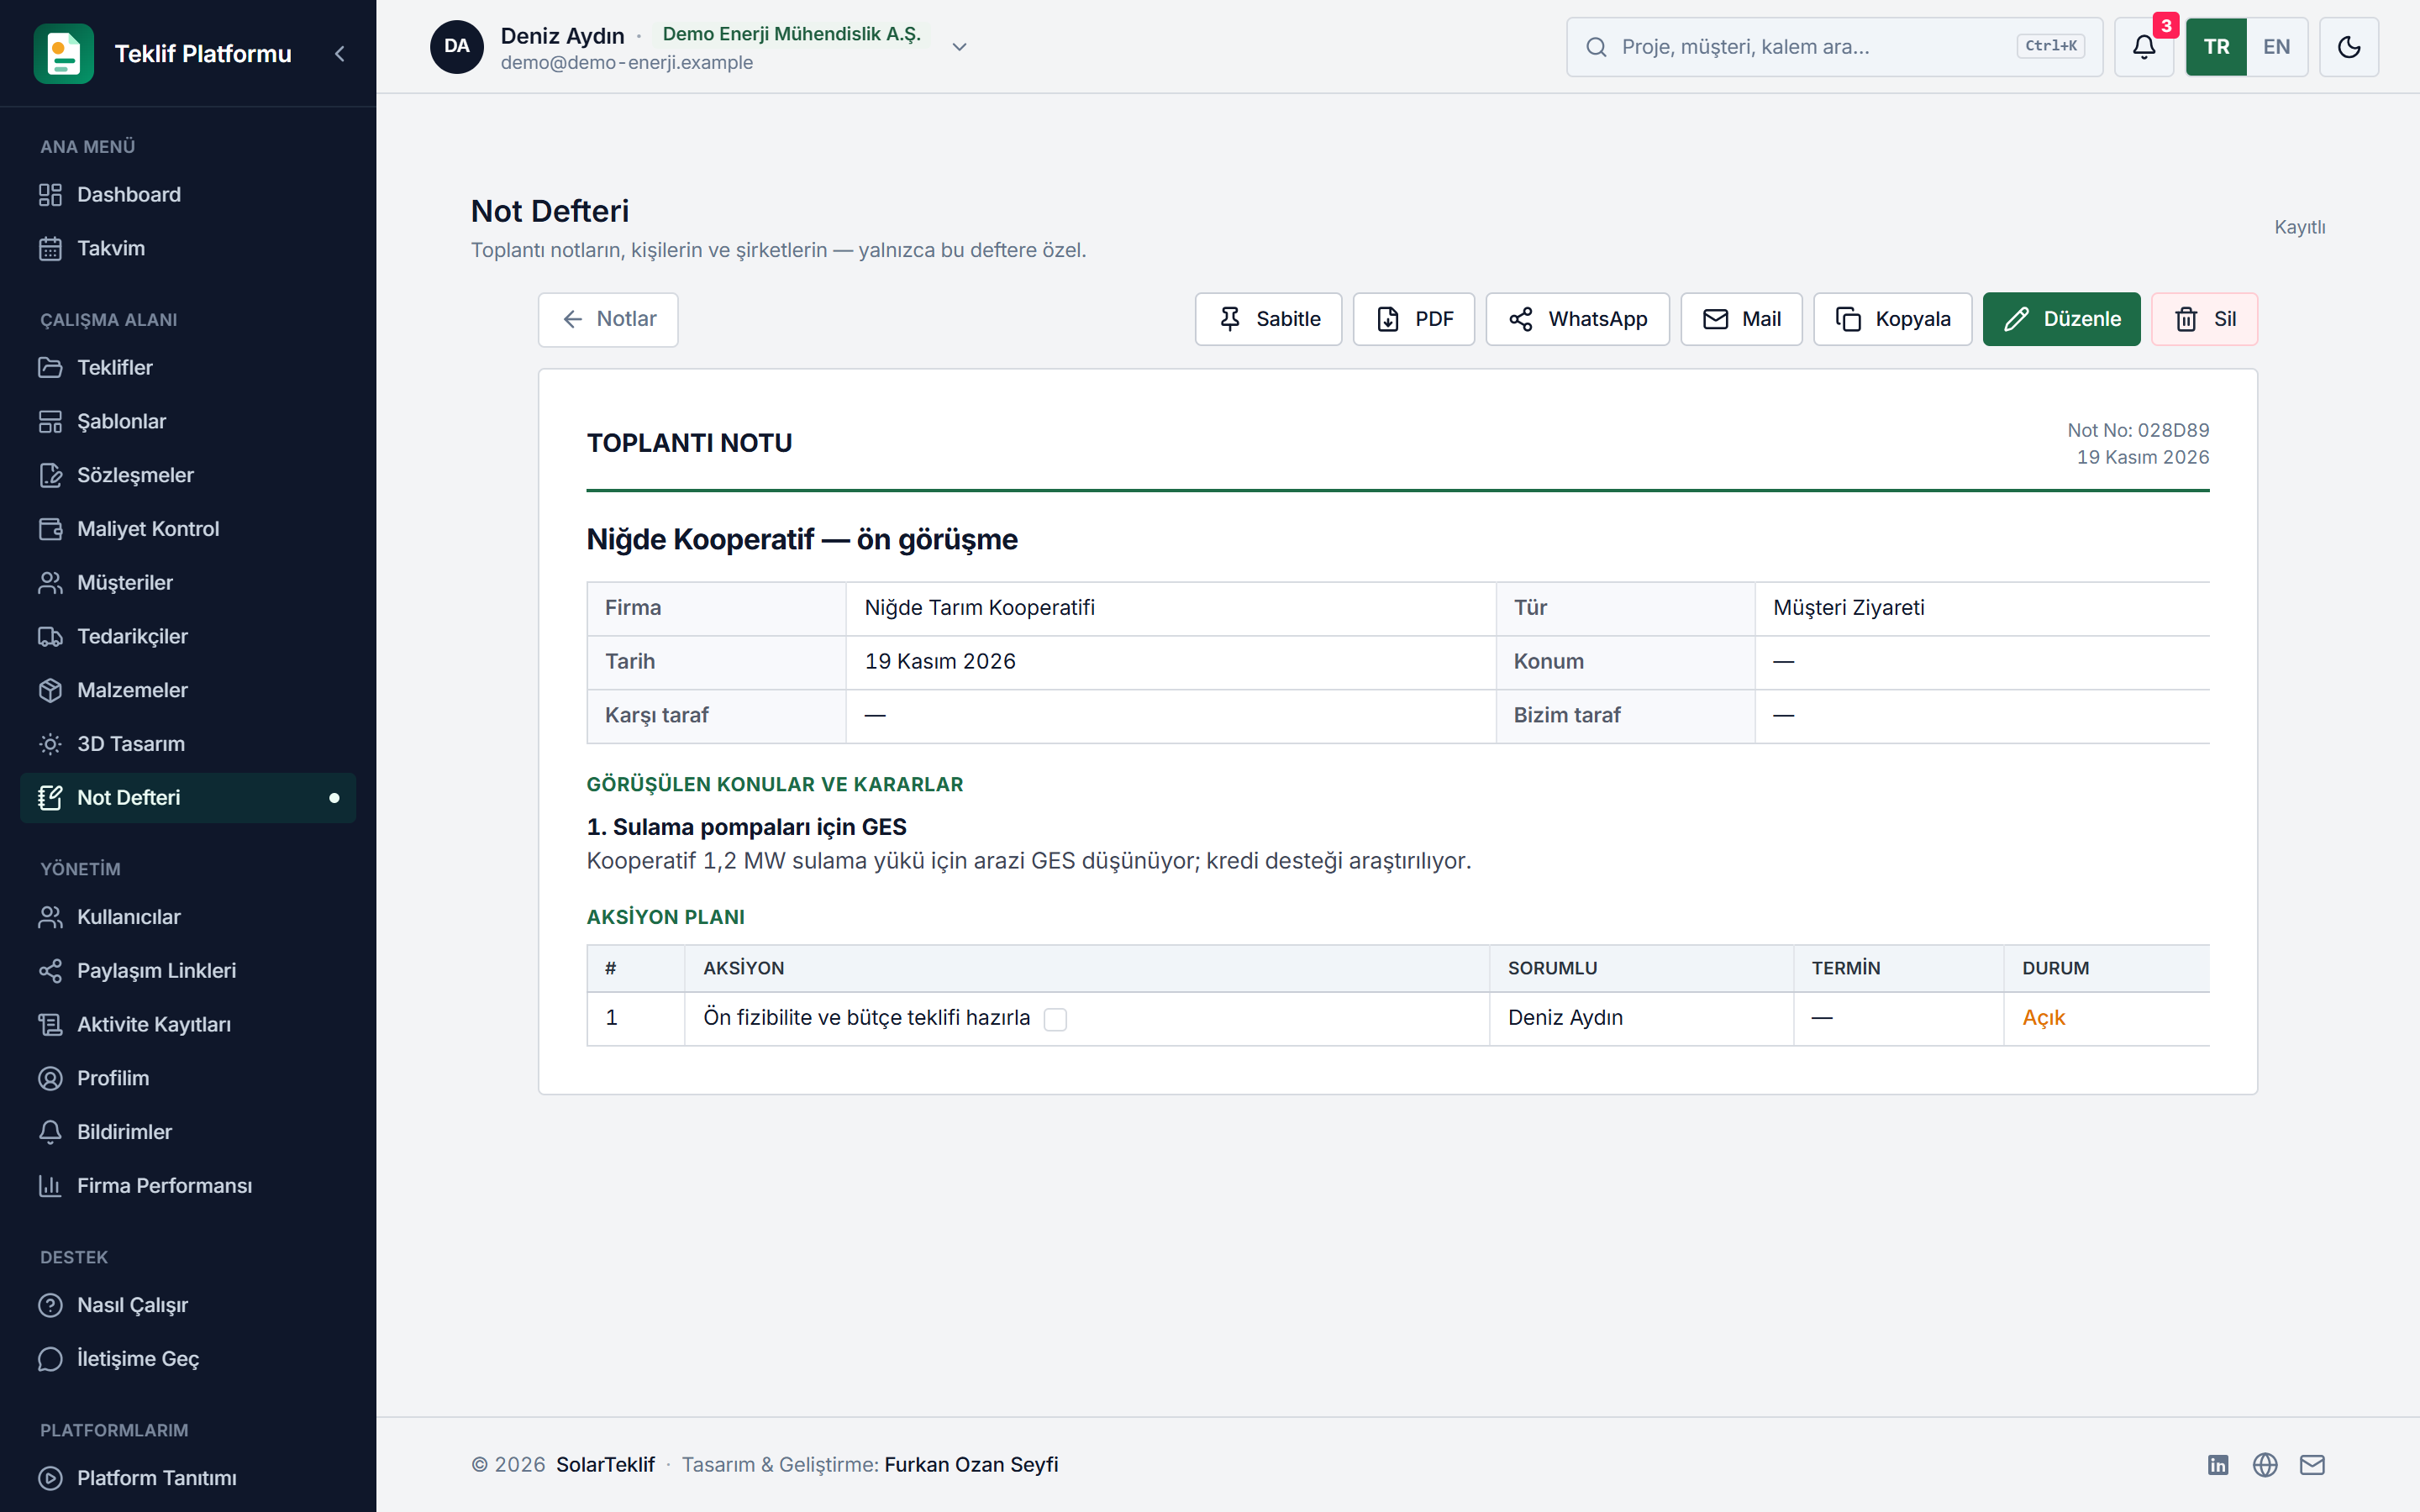 Teklif Platformu
ANA MENÜ
Dashboard
Takvim
ÇALIŞMA ALANI
Teklifler
Şablonlar
Sözleşmeler
Maliyet Kontrol
Müşteriler
Tedarikçiler
Malzemeler
3D Tasarım
Not Defteri
YÖNETİM
Kullanıcılar
Paylaşım Linkleri
Aktivite Kayıtları
Profilim
Bildirimler
Firma Performansı
DESTEK
Nasıl Çalışır
İletişime Geç
PLATFORMLARIM
Platform Tanıtımı
DA Deniz Aydın · Demo Enerji Mühendislik A.Ş.
demo@demo-enerji.example
Proje, müşteri, kalem ara... Ctrl+K
3
TR EN
Not Defteri
Toplantı notların, kişilerin ve şirketlerin — yalnızca bu deftere özel.
Kayıtlı
Notlar Sabitle PDF WhatsApp Mail Kopyala Düzenle Sil
TOPLANTI NOTU
Not No: 028D89
19 Kasım 2026
Niğde Kooperatif — ön görüşme
Firma Niğde Tarım Kooperatifi Tür Müşteri Ziyareti
Tarih 19 Kasım 2026 Konum —
Karşı taraf — Bizim taraf —
GÖRÜŞÜLEN KONULAR VE KARARLAR
1. Sulama pompaları için GES
Kooperatif 1,2 MW sulama yükü için arazi GES düşünüyor; kredi desteği araştırılıyor.
AKSİYON PLANI
# AKSİYON SORUMLU TERMİN DURUM
1 Ön fizibilite ve bütçe teklifi hazırla Deniz Aydın — Açık
© 2026 SolarTeklif · Tasarım & Geliştirme: Furkan Ozan Seyfi